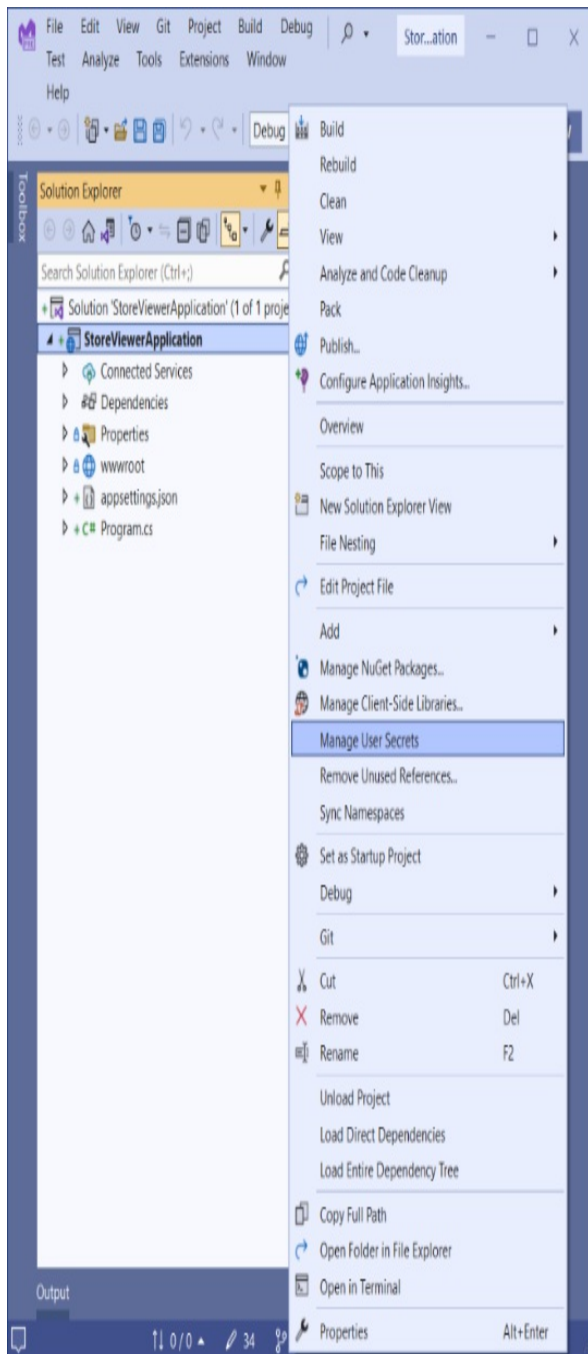 File Edit View Git Project Build Debug
Stor...ation
Test Analyze Tools Extensions Window
Help
Debug
Toolbox
Solution Explorer
Search Solution Explorer (Ctrl+;)
Solution 'StoreViewerApplication' (1 of 1 proje
StoreViewerApplication
Connected Services
Dependencies
Properties
wwwroot
appsettings.json
C# Program.cs
Build
Rebuild
Clean
View
Analyze and Code Cleanup
Pack
Publish...
Configure Application Insights...
Overview
Scope to This
New Solution Explorer View
File Nesting
Edit Project File
Add
Manage NuGet Packages...
Manage Client-Side Libraries...
Manage User Secrets
Remove Unused References...
Sync Namespaces
Set as Startup Project
Debug
Git
Cut Ctrl+X
Remove Del
Rename F2
Unload Project
Load Direct Dependencies
Load Entire Dependency Tree
Copy Full Path
Open Folder in File Explorer
Open in Terminal
Properties Alt+Enter
Output
0/0 34